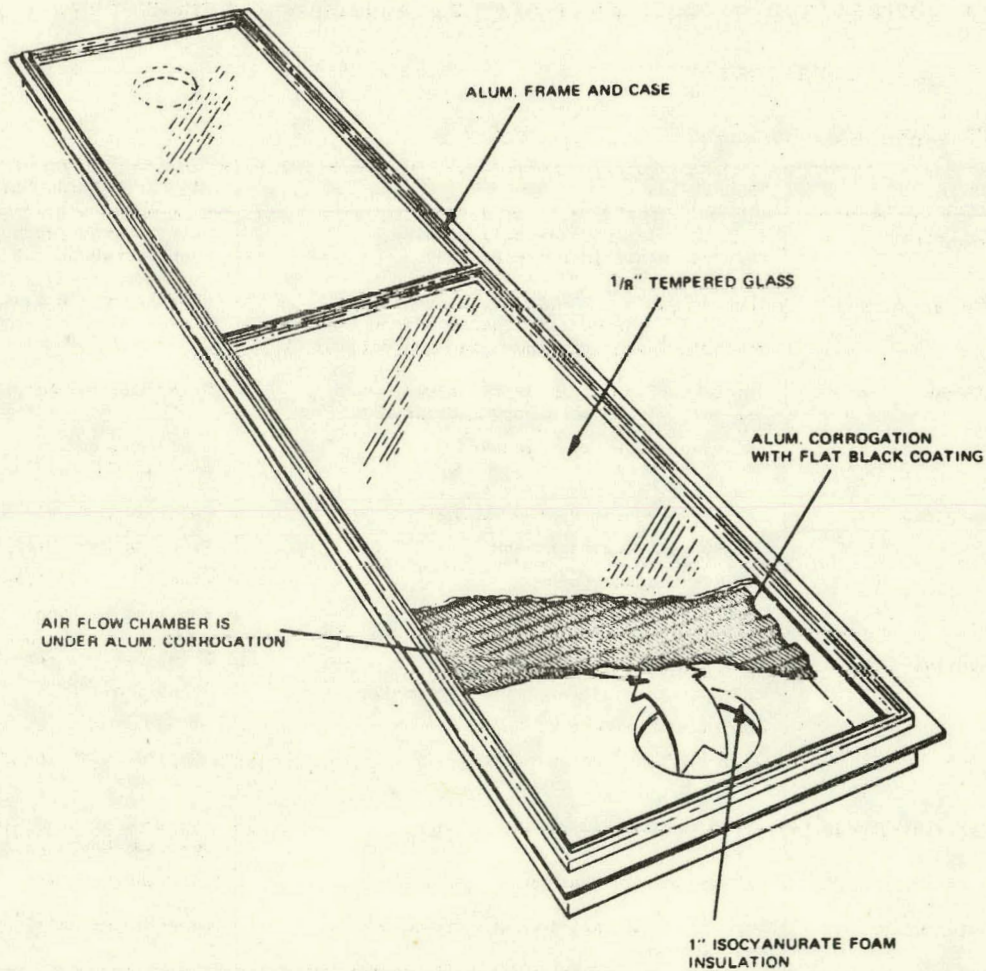 ALUM. FRAME AND CASE
1/8" TEMPERED GLASS
ALUM. CORROGATION
WITH FLAT BLACK COATING
AIR FLOW CHAMBER IS
UNDER ALUM. CORROGATION
1" ISOCYANURATE FOAM
INSULATION